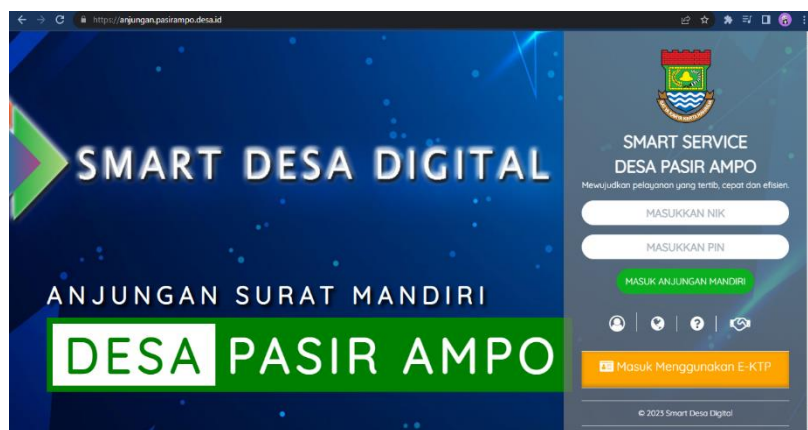 https://anjungan.pasirampo.desa.id
SMART DESA DIGITAL
ANJUNGAN SURAT MANDIRI
DESA PASIR AMPO
SMART SERVICE
DESA PASIR AMPO
Mewujudkan pelayanan yang tertib, cepat dan efisien.
MASUKKAN NIK
MASUKKAN PIN
MASUK ANJUNGAN MANDIRI
Masuk Menggunakan E-KTP
© 2023 Smart Desa Digital